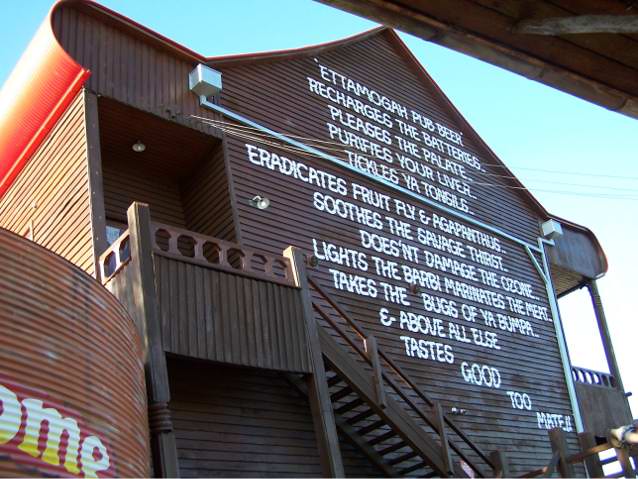 'ETTAMOGAH PUB BEER
RECHARGES THE BATTERIES..
PLEASES THE PALATE..
PURIFIES YOUR LIVER..
TICKLES YA TONSILS..
ERADICATES FRUIT FLY & AGAPANTHUS..
SOOTHES THE SAVAGE THIRST..
DOES'NT DAMAGE THE OZONE..
LIGHTS THE BARBI MARINATES THE MEAT
TAKES THE BUGS OF YA BUMPA..
& ABOVE ALL ELSE
TASTES GOOD TOO MATE!!
ome